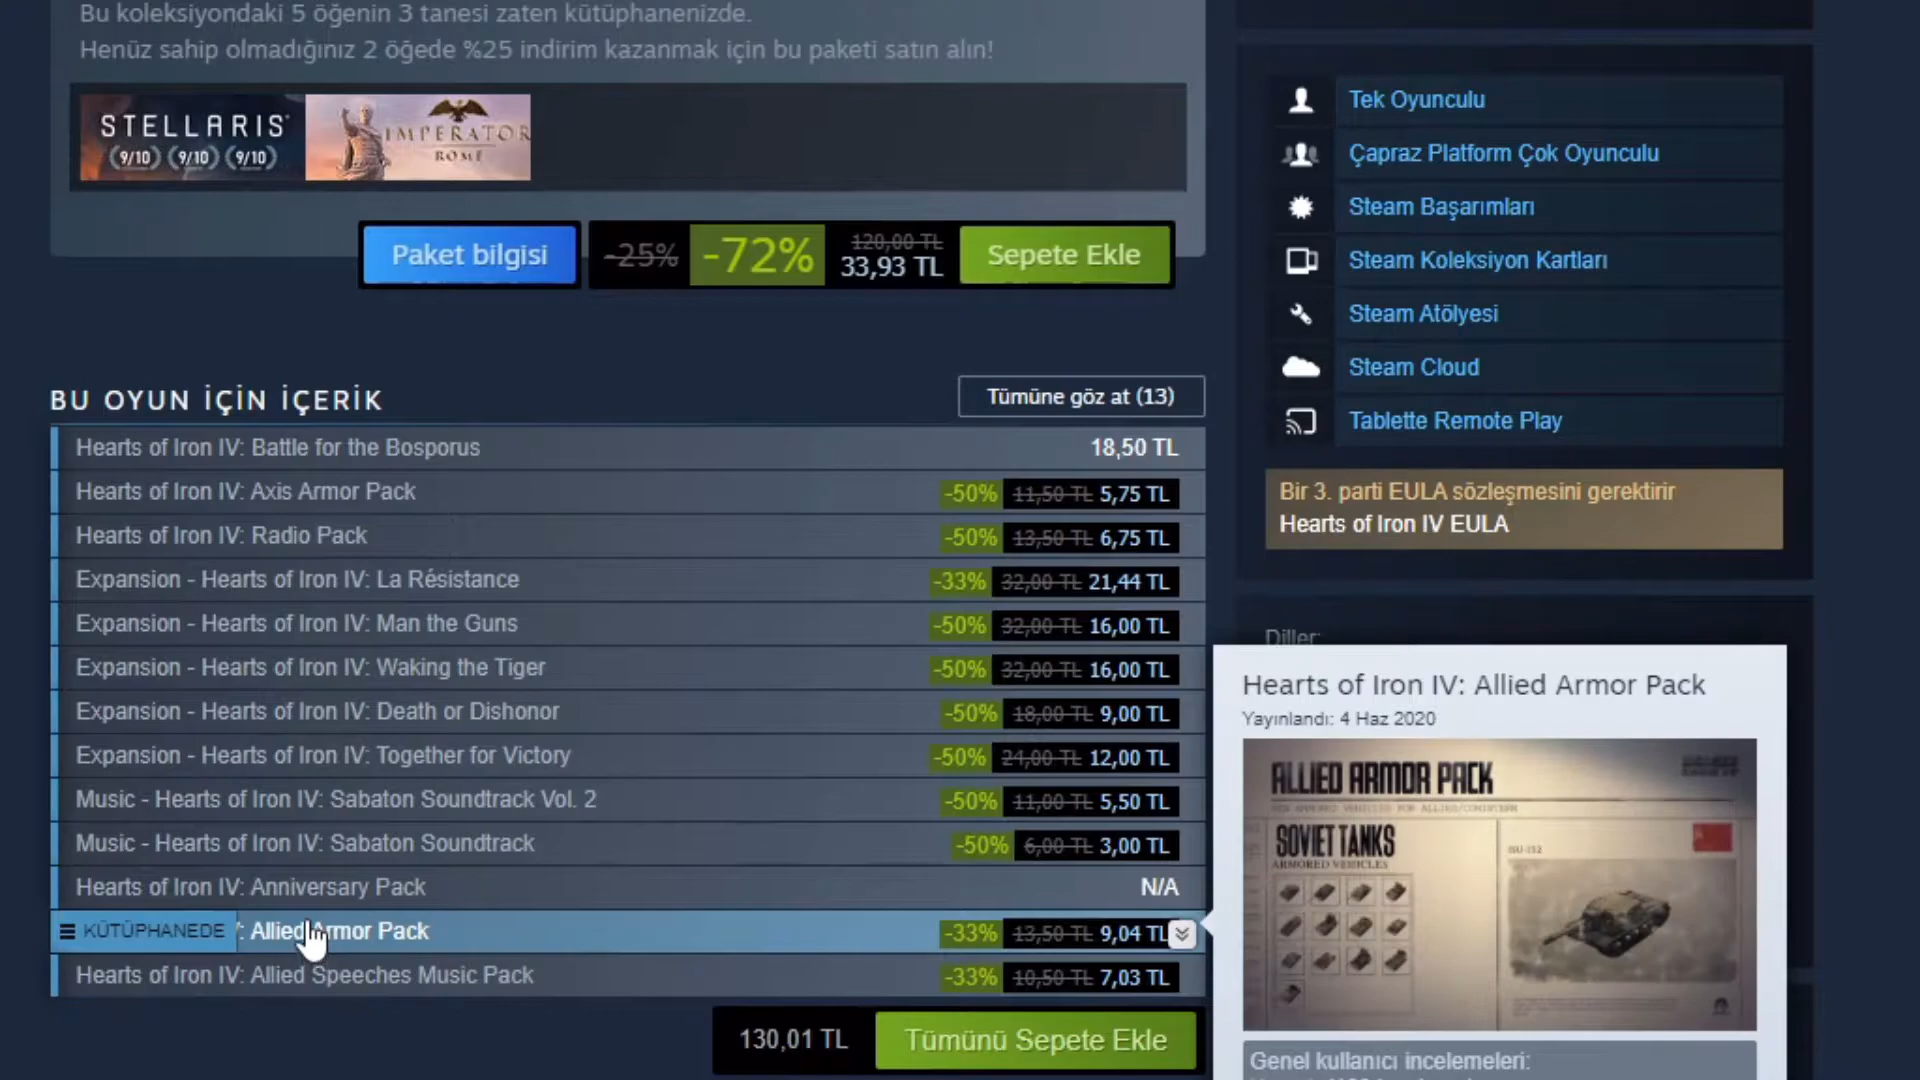 Bu koleksiyondaki 5 öğenin 3 tanesi zaten kütüphanenizde.
Henüz sahip olmadığınız 2 öğede %25 indirim kazanmak için bu paketi satın alın!
STELLARIS
9/10 9/10 9/10
IMPERATOR
ROME
Paket bilgisi
-25% -72% 120,00 TL 33,93 TL Sepete Ekle
BU OYUN İÇİN İÇERİK
Tümüne göz at (13)
Hearts of Iron IV: Battle for the Bosporus 18,50 TL
Hearts of Iron IV: Axis Armor Pack -50% 11,50 TL 5,75 TL
Hearts of Iron IV: Radio Pack -50% 13,50 TL 6,75 TL
Expansion - Hearts of Iron IV: La Résistance -33% 32,00 TL 21,44 TL
Expansion - Hearts of Iron IV: Man the Guns -50% 32,00 TL 16,00 TL
Expansion - Hearts of Iron IV: Waking the Tiger -50% 32,00 TL 16,00 TL
Hearts of Iron IV: Death or Dishonor -50% 18,00 TL 9,00 TL
Expansion - Hearts of Iron IV: Together for Victory -50% 24,00 TL 12,00 TL
Music - Hearts of Iron IV: Sabaton Soundtrack Vol. 2 -50% 11,00 TL 5,50 TL
Music - Hearts of Iron IV: Sabaton Soundtrack -50% 6,00 TL 3,00 TL
Hearts of Iron IV: Anniversary Pack N/A
KÜTÜPHANEDE : Allied Armor Pack -33% 13,50 TL 9,04 TL
Hearts of Iron IV: Allied Speeches Music Pack -33% 10,50 TL 7,03 TL
130,01 TL Tümünü Sepete Ekle
Tek Oyunculu
Çapraz Platform Çok Oyunculu
Steam Başarımları
Steam Koleksiyon Kartları
Steam Atölyesi
Steam Cloud
Tablette Remote Play
Bir 3. parti EULA sözleşmesini gerektirir
Hearts of Iron IV EULA
Diller:
Hearts of Iron IV: Allied Armor Pack
Yayınlandı: 4 Haz 2020
ALLIED ARMOR PACK
SOVIET TANKS
ARMORED VEHICLES
ISU-152
Genel kullanıcı incelemeleri: